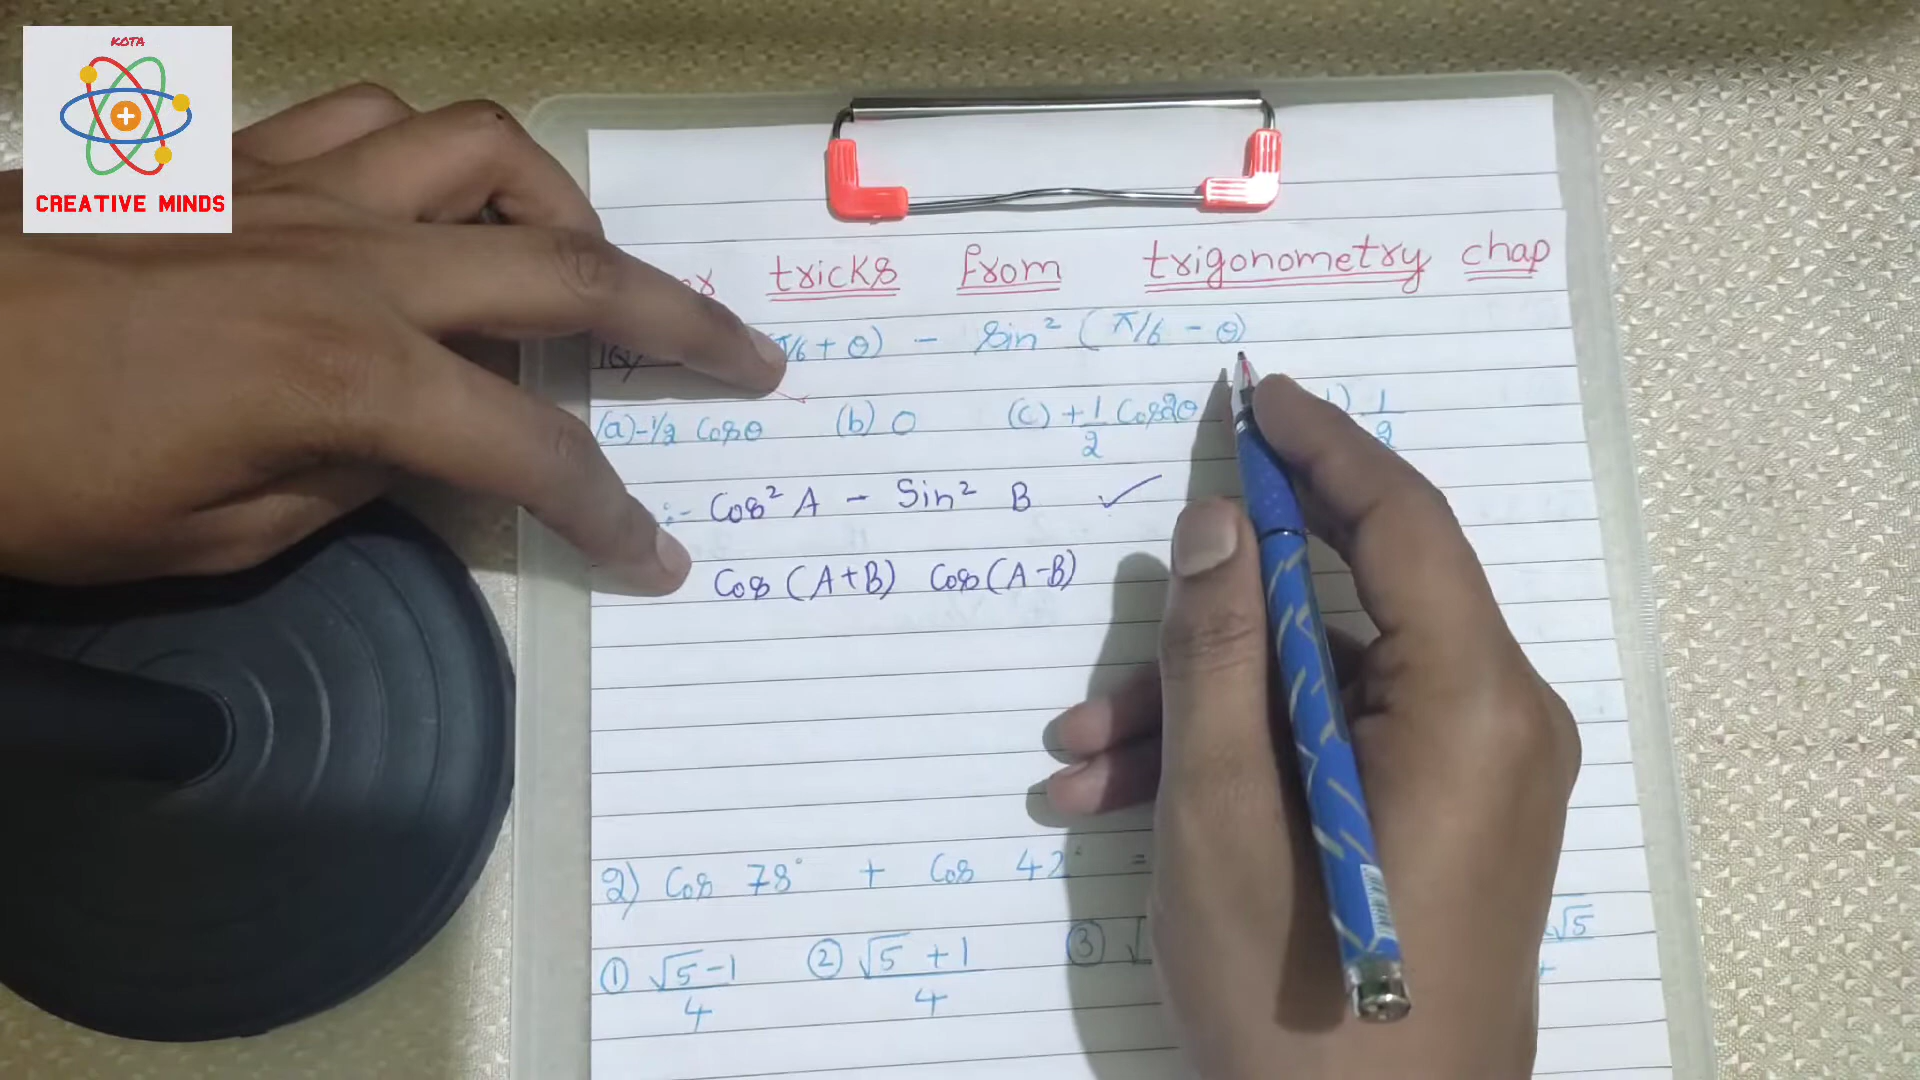 KOTA
CREATIVE MINDS
tricks from trigonometry chap
π/6 + θ) - Sin² (π/6 - θ)
(a) -1/2 Cosθ (b) 0 (c) +1/2 Cos2θ 1/2
:- Cos² A - Sin² B ✓
Cos (A+B) Cos (A-B)
2) Cos 78° + Cos 42° =
① √5-1/4 ② √5+1/4 ③ √ √5